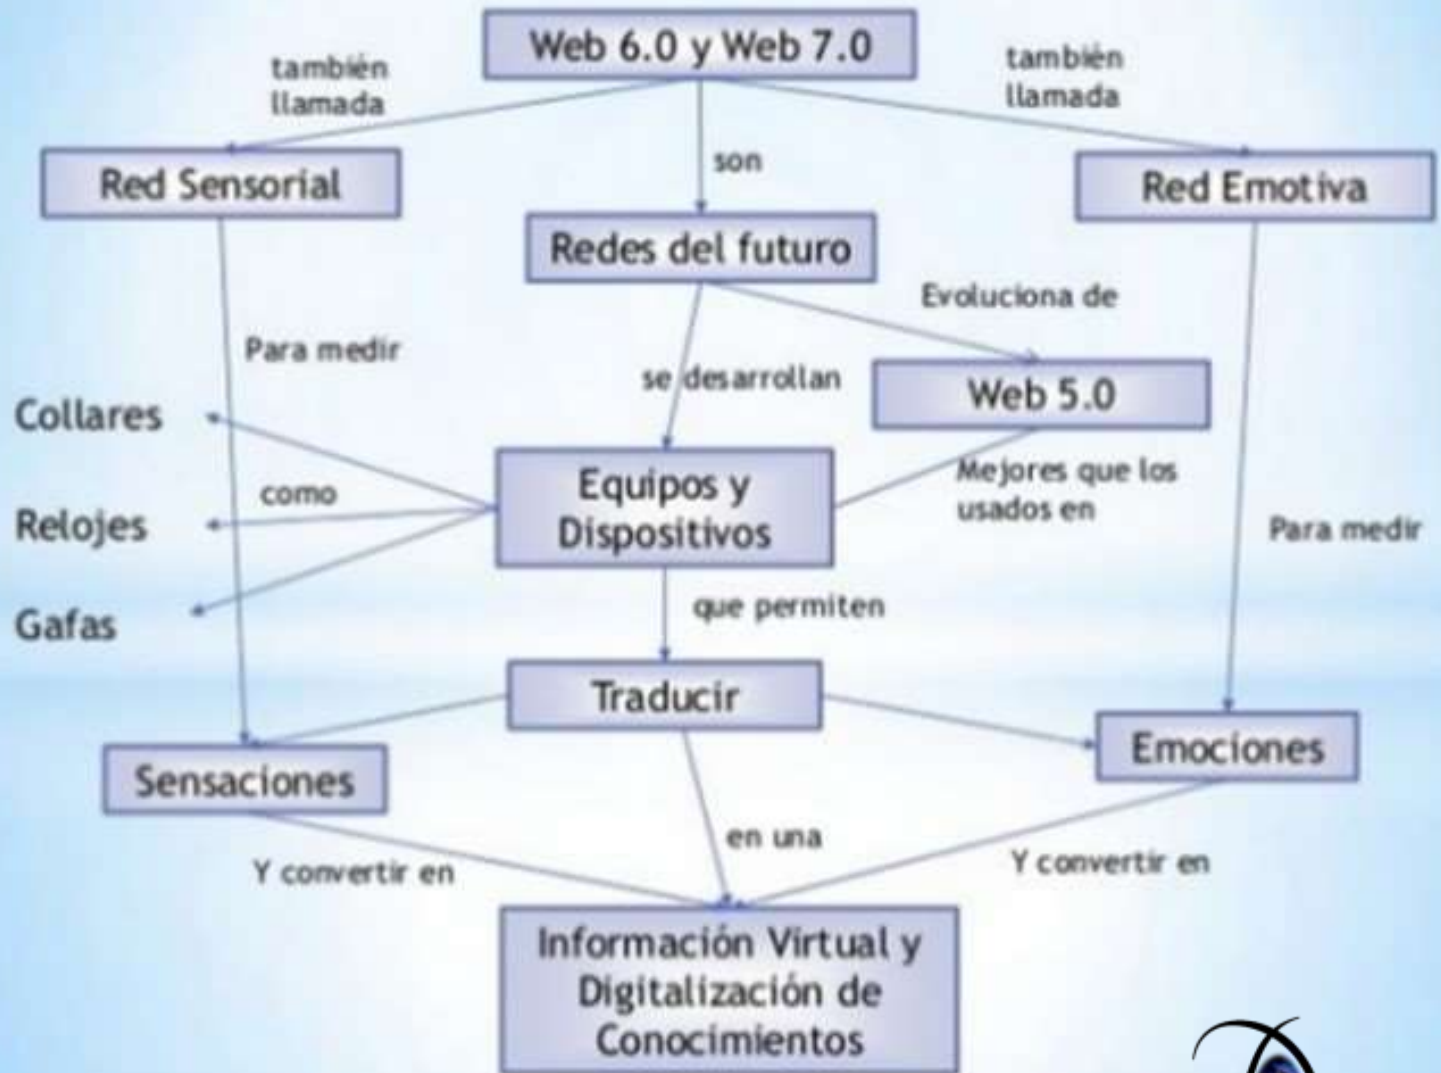 Web 6.0 y Web 7.0
también
llamada
también
llamada
son
Red Sensorial
Red Emotiva
Redes del futuro
Evoluciona de
Para medir
se desarrollan
Web 5.0
Collares
Equipos y
Dispositivos
Mejores que los
usados en
como
Relojes
Para medir
Gafas
que permiten
Traducir
Sensaciones
Emociones
en una
Y convertir en
Y convertir en
Información Virtual y
Digitalización de
Conocimientos